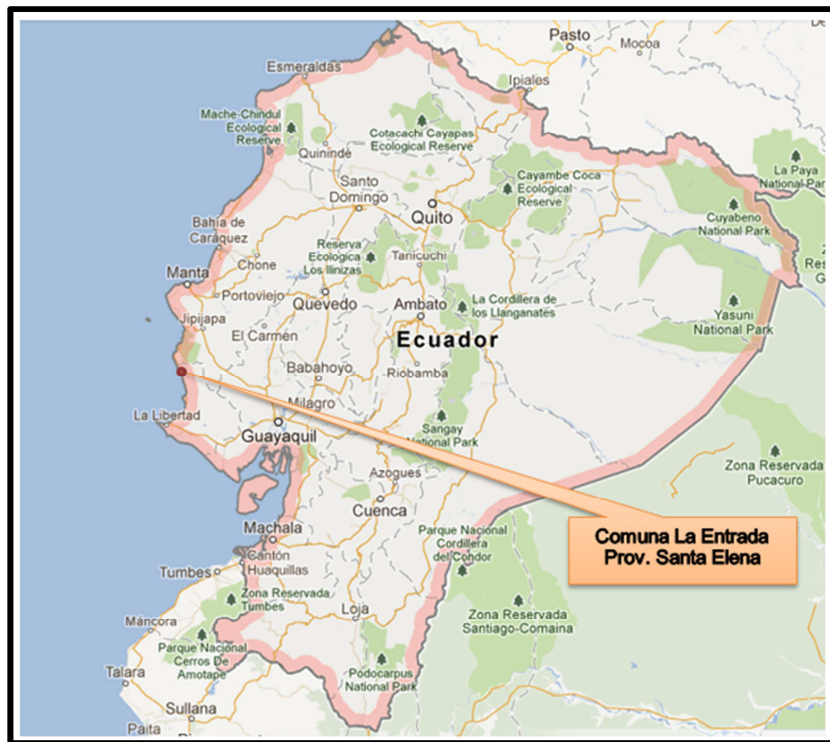 De
Pasto
Mocoa
Esmeraldas
Ipiales
Mache-Chindul
Ecological
Reserve
Cotacachi Cayapas
Ecological Reserve
Quininde
La Paya
National Par
Cayambe Coca
Ecological
Reserve
Santo
Domingo
Quito
Cuyabeno
National Park
Bahía de
Caráquez
Reserva
Ecologica
Los Ilinizas
Tanicuchi
Chone
Manta
Portoviejo
Quevedo
Ambato
La Cordillera de
los Llanganates
Yasuni
National Park
Jipijapa
El Carmen
Ecuador
Babahoyo
Riobamba
Milagro
La Libertad
Guayaquil
Sangay
National Park
Azogues
Zona Reservada
Pucacuro
Cuenca
Comuna La Entrada
Prov. Santa Elena
Machala
Parque Nacional
Cordillera
del Condor
Cantón
Huaquillas
Tumbes
Zona Reservada
Tumbes
Loja
Zona Reservada
Santiago-Comaina
Máncora
Parque Nacional
Cerros De
Amotape
Podocarpus
National Park
Talara
Sullana
Paita